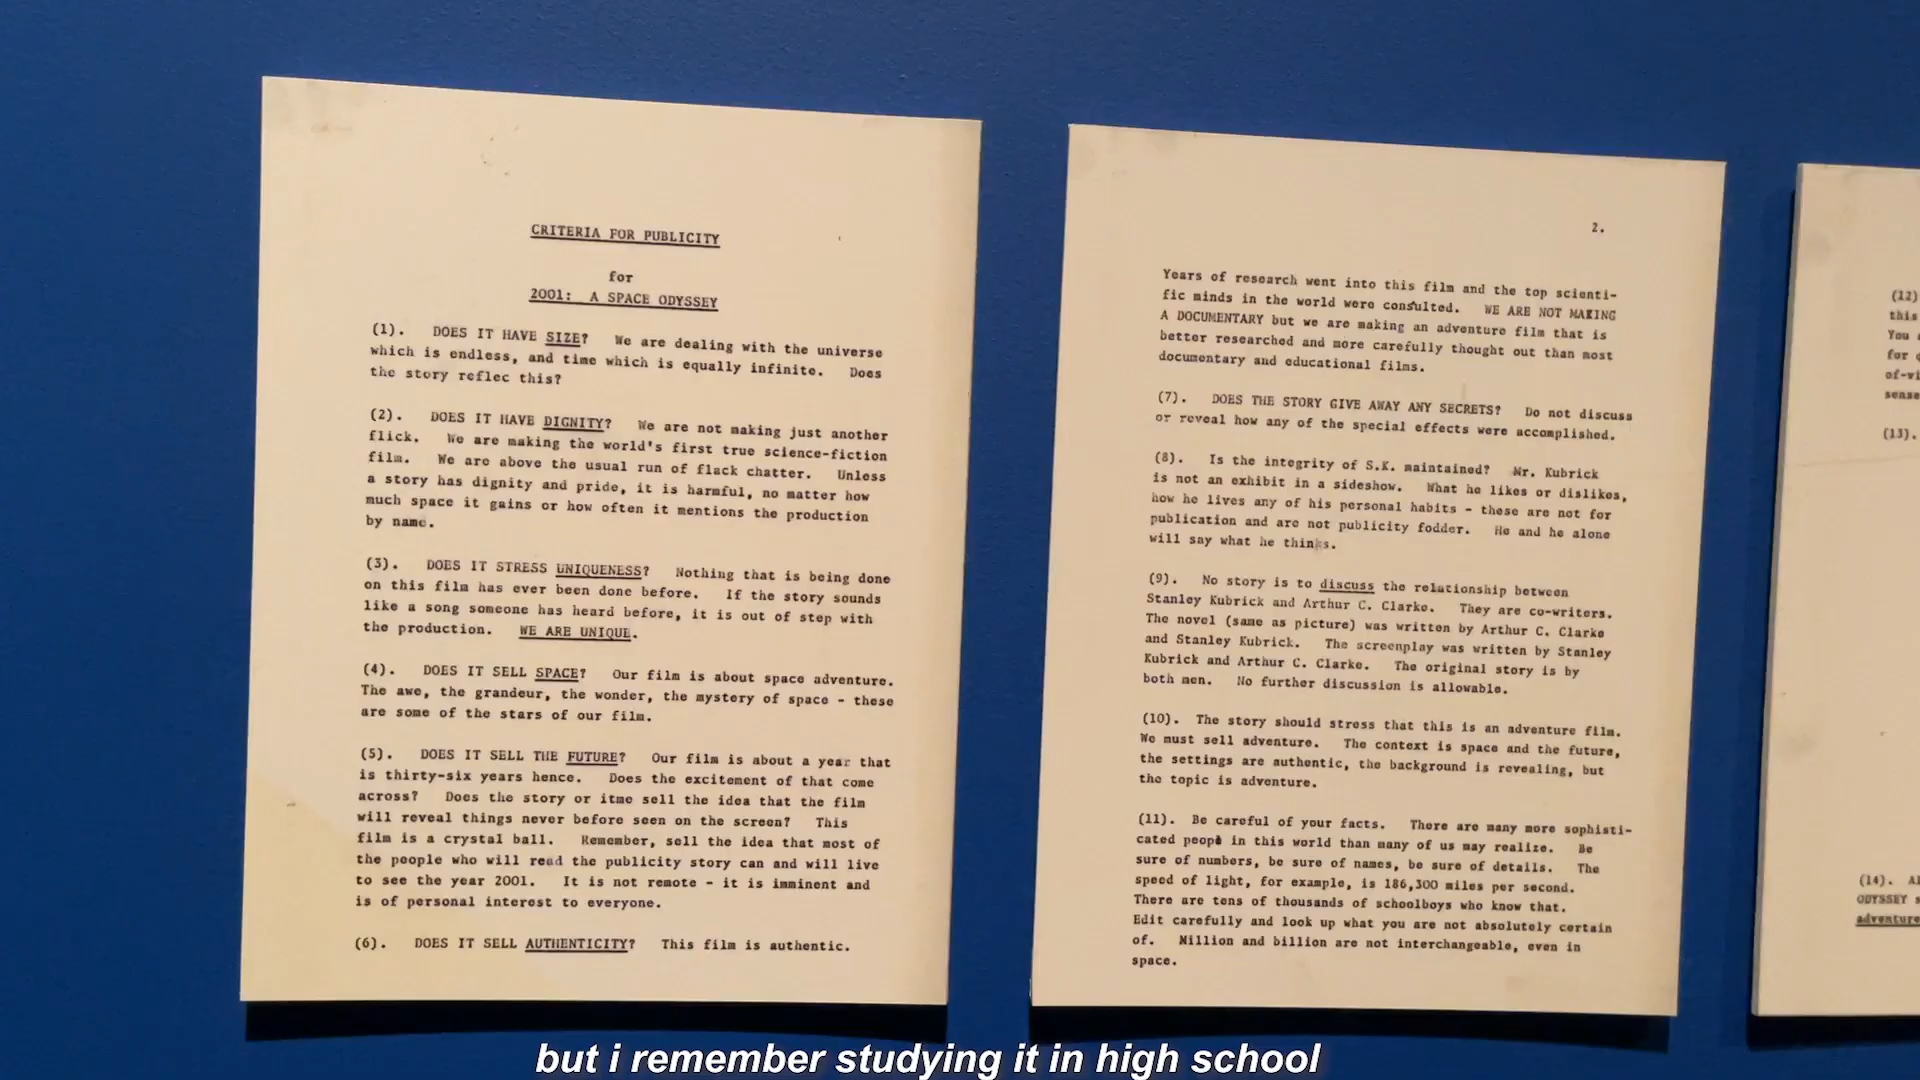 CRITERIA FOR PUBLICITY
for
2001: A SPACE ODYSSEY
(1). DOES IT HAVE SIZE? We are dealing with the universe
which is endless, and time which is equally infinite. Does
the story reflec this?
(2). DOES IT HAVE DIGNITY? We are not making just another
flick. We are making the world's first true science-fiction
film. We are above the usual run of flack chatter. Unless
a story has dignity and pride, it is harmful, no matter how
much space it gains or how often it mentions the production
by name.
(3). DOES IT STRESS UNIQUENESS? Nothing that is being done
on this film has ever been done before. If the story sounds
like a song someone has heard before, it is out of step with
the production. WE ARE UNIQUE.
(4). DOES IT SELL SPACE? Our film is about space adventure.
The awe, the grandeur, the wonder, the mystery of space - these
are some of the stars of our film.
(5). DOES IT SELL THE FUTURE? Our film is about a year that
is thirty-six years hence. Does the excitement of that come
across? Does the story or itme sell the idea that the film
will reveal things never before seen on the screen? This
film is a crystal ball. Remember, sell the idea that most of
the people who will read the publicity story can and will live
to see the year 2001. It is not remote - it is imminent and
is of personal interest to everyone.
(6). DOES IT SELL AUTHENTICITY? This film is authentic.
2.
Years of research went into this film and the top scienti-
fic minds in the world were consulted. WE ARE NOT MAKING
A DOCUMENTARY but we are making an adventure film that is
better researched and more carefully thought out than most
documentary and educational films.
(7). DOES THE STORY GIVE AWAY ANY SECRETS? Do not discuss
or reveal how any of the special effects were accomplished.
(8). Is the integrity of S.K. maintained? Mr. Kubrick
is not an exhibit in a sideshow. What he likes or dislikes,
how he lives any of his personal habits - these are not for
publication and are not publicity fodder. He and he alone
will say what he thinks.
(9). No story is to discuss the relationship between
Stanley Kubrick and Arthur C. Clarke. They are co-writers.
The novel (same as picture) was written by Arthur C. Clarke
and Stanley Kubrick. The screenplay was written by Stanley
Kubrick and Arthur C. Clarke. The original story is by
both men. No further discussion is allowable.
(10). The story should stress that this is an adventure film.
We must sell adventure. The context is space and the future,
the settings are authentic, the background is revealing, but
the topic is adventure.
(11). Be careful of your facts. There are many more sophisti-
cated people in this world than many of us may realize. Be
sure of numbers, be sure of names, be sure of details. The
speed of light, for example, is 186,300 miles per second.
There are tens of thousands of schoolboys who know that.
Edit carefully and look up what you are not absolutely certain
of. Million and billion are not interchangeable, even in
space.
(12)
this
You
for
of-vi
sense
(13).
(14).
ODYSSEY
adventure
but i remember studying it in high school